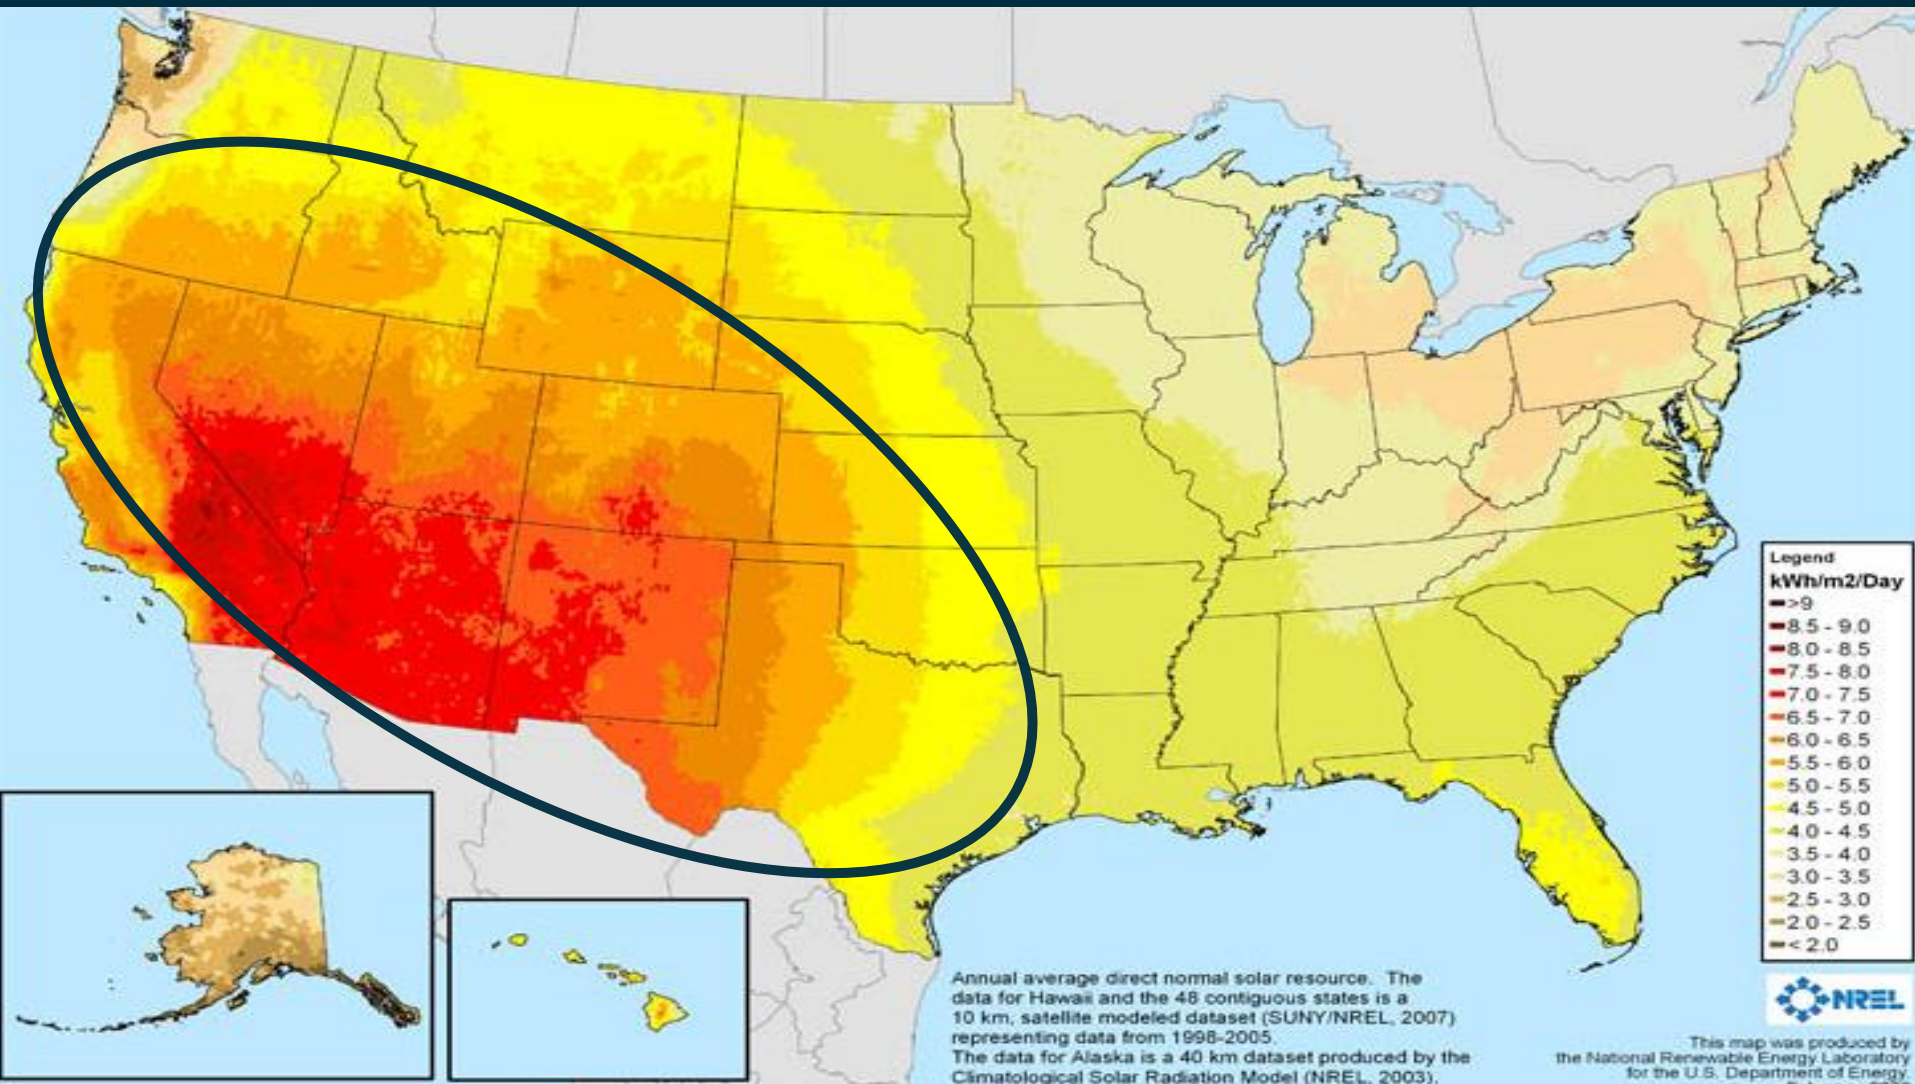 Legend
kWh/m2/Day
>9
8.5 - 9.0
8.0 - 8.5
7.5 - 8.0
7.0 - 7.5
6.5 - 7.0
6.0 - 6.5
5.5 - 6.0
5.0 - 5.5
4.5 - 5.0
4.0 - 4.5
3.5 - 4.0
3.0 - 3.5
2.5 - 3.0
2.0 - 2.5
< 2.0
Annual average direct normal solar resource. The
data for Hawaii and the 48 contiguous states is a
10 km, satellite modeled dataset (SUNY/NREL, 2007)
representing data from 1998-2005.
The data for Alaska is a 40 km dataset produced by the
Climatological Solar Radiation Model (NREL, 2003).
NREL
This map was produced by
the National Renewable Energy Laboratory
for the U.S. Department of Energy.